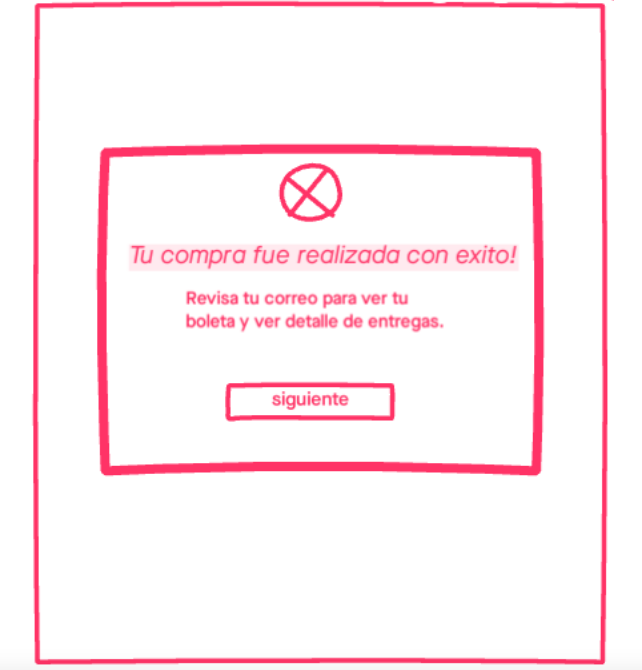 Tu compra fue realizada con exito!
Revisa tu correo para ver tu
boleta y ver detalle de entregas.
siguiente